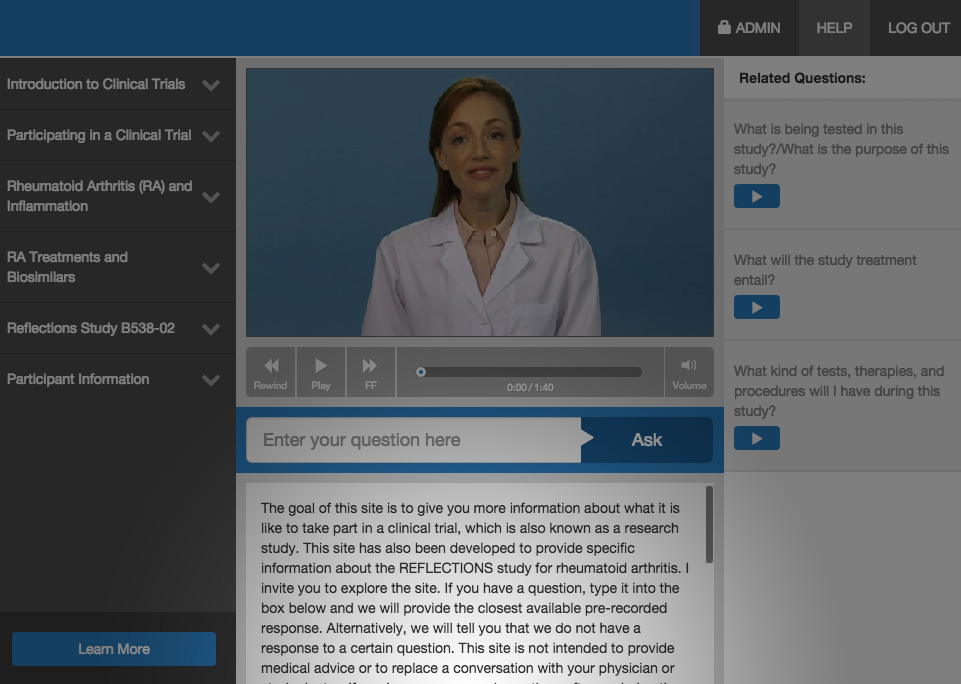 ADMIN
HELP
LOG OUT
Introduction to Clinical Trials
Participating in a Clinical Trial
Rheumatoid Arthritis (RA) and
Inflammation
RA Treatments and
Biosimilars
Reflections Study B538-02
Participant Information
Learn More
Rewind
Play
FF
0:00 / 1:40
Volume
Enter your question here
Ask
The goal of this site is to give you more information about what it is
like to take part in a clinical trial, which is also known as a research
study. This site has also been developed to provide specific
information about the REFLECTIONS study for rheumatoid arthritis. I
invite you to explore the site. If you have a question, type it into the
box below and we will provide the closest available pre-recorded
response. Alternatively, we will tell you that we do not have a
response to a certain question. This site is not intended to provide
medical advice or to replace a conversation with your physician or
Related Questions:
What is being tested in this
study?/What is the purpose of this
study?
What will the study treatment
entail?
What kind of tests, therapies, and
procedures will I have during this
study?